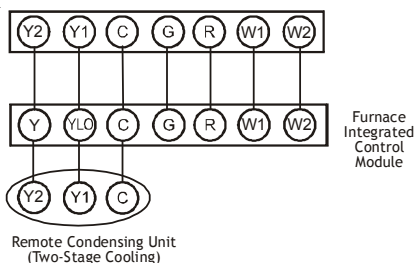 Y2 Y1 C G R W1 W2
Y YLO C G R W1 W2
Furnace
Integrated
Control
Module
Y2 Y1 C
Remote Condensing Unit
(Two-Stage Cooling)